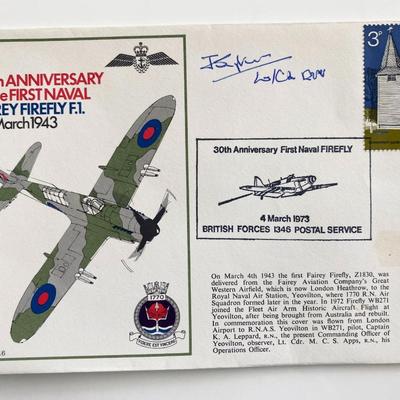 h ANNIVERSARY
e FIRST NAVAL
REY FIREFLY F.1.
March 1943
3P
30th Anniversary First Naval FIREFLY
4 March 1973
BRITISH FORCES 1346 POSTAL SERVICE
1770
On March 4th 1943 the first Fairey Firefly, Z1830, was
delivered from the Fairey Aviation Company's Great
Western Airfield, which is now London Heathrow, to the
Royal Naval Air Station, Yeovilton, where 1770 R.N. Air
Squadron formed later in the year. In 1972 Firefly WB271
joined the Fleet Air Arm Historic Aircraft Flight at
Yeovilton, after being brought from Australia and rebuilt.
In commemoration this cover was flown from London
Airport to R.N.A.S. Yeovilton in WB271, pilot, Captain
K. A. Leppard, R.N., the present Commanding Officer of
Yeovilton, observer, Lt. Cdr. M. C. S. Apps, R.N., his
Operations Officer.
.6